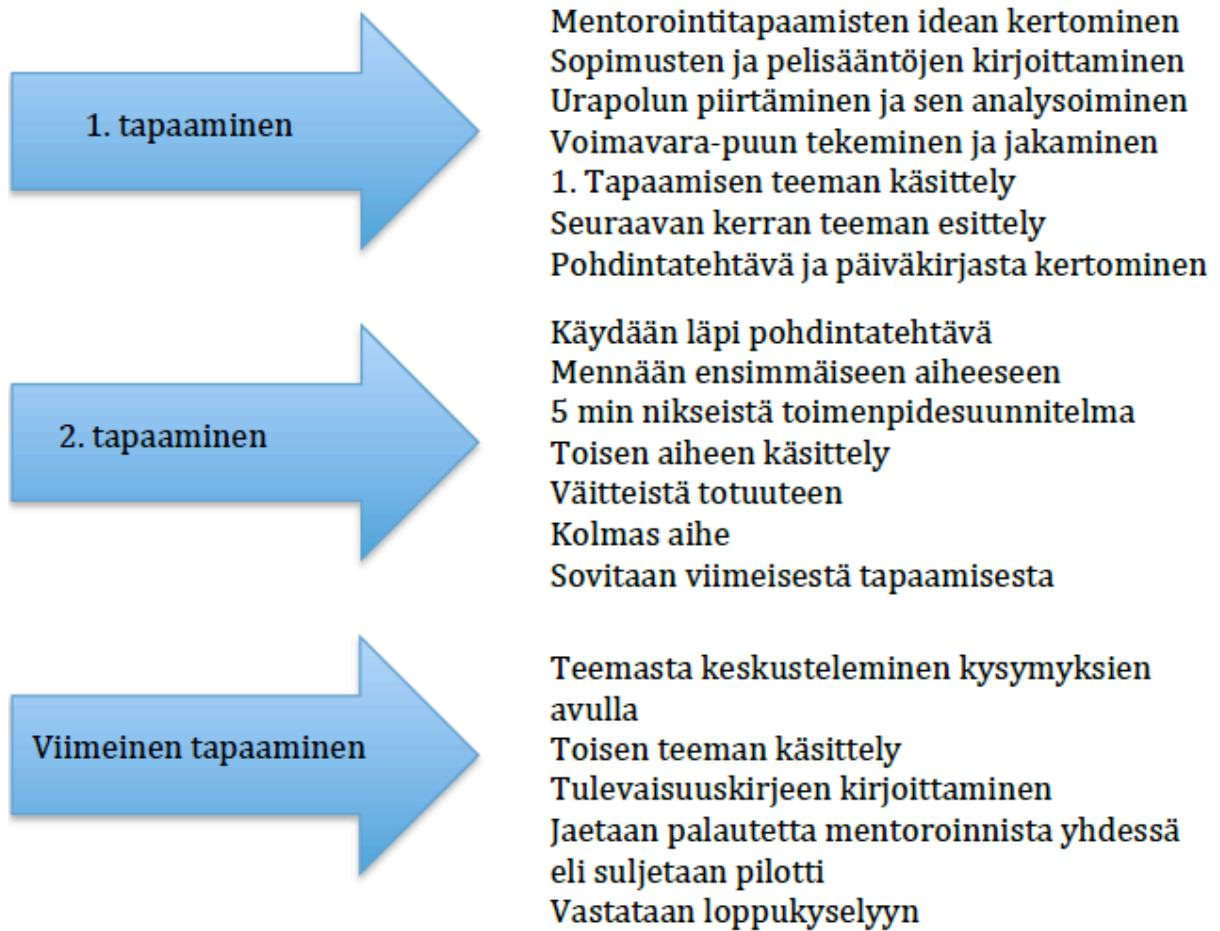 1. tapaaminen
Mentorointitapaamisten idean kertominen
Sopimusten ja pelisääntöjen kirjoittaminen
Urapolun piirtäminen ja sen analysoiminen
Voimavara-puun tekeminen ja jakaminen
1. Tapaamisen teeman käsittely
Seuraavan kerran teeman esittely
Pohdintatehtävä ja päiväkirjasta kertominen
2. tapaaminen
Käydään läpi pohdintatehtävä
Mennään ensimmäiseen aiheeseen
5 min nikseistä toimenpidesuunnitelma
Toisen aiheen käsittely
Väitteistä totuuteen
Kolmas aihe
Sovitaan viimeisestä tapaamisesta
Viimeinen tapaaminen
Teemasta keskusteleminen kysymyksien
avulla
Toisen teeman käsittely
Tulevaisuuskirjeen kirjoittaminen
Jaetaan palautetta mentoroinnista yhdessä
eli suljetaan pilotti
Vastataan loppukyselyyn